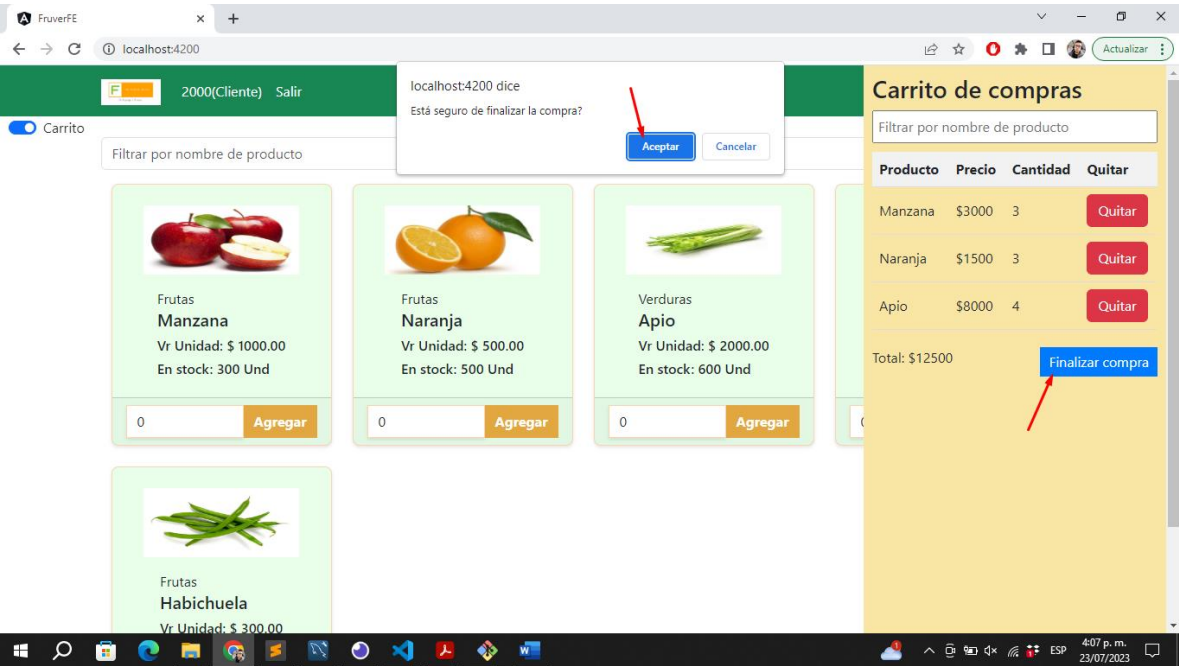 FruverFE
localhost:4200
Actualizar
2000(Cliente) Salir
Carrito
localhost:4200 dice
Está seguro de finalizar la compra?
Aceptar Cancelar
Filtrar por nombre de producto
Frutas
Manzana
Vr Unidad: $ 1000.00
En stock: 300 Und
0 Agregar
Frutas
Naranja
Vr Unidad: $ 500.00
En stock: 500 Und
0 Agregar
Verduras
Apio
Vr Unidad: $ 2000.00
En stock: 600 Und
0 Agregar
Frutas
Habichuela
Vr Unidad: $ 300.00
Carrito de compras
Filtrar por nombre de producto
Producto Precio Cantidad Quitar
Manzana $3000 3 Quitar
Naranja $1500 3 Quitar
Apio $8000 4 Quitar
Total: $12500 Finalizar compra
ESP
4:07 p. m.
23/07/2023